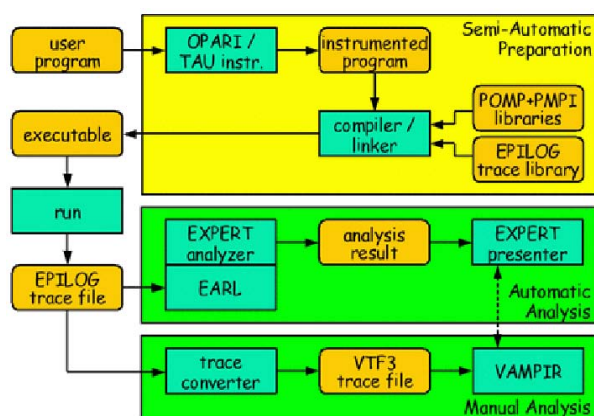 Semi-Automatic
Preparation
user
program
OPARI /
TAU instr.
instrumented
program
POMP+PMPI
libraries
executable
compiler /
linker
EPILOG
trace library
run
EXPERT
analyzer
analysis
result
EXPERT
presenter
EPILOG
trace file
EARL
Automatic
Analysis
trace
converter
VTF3
trace file
VAMPIR
Manual Analysis